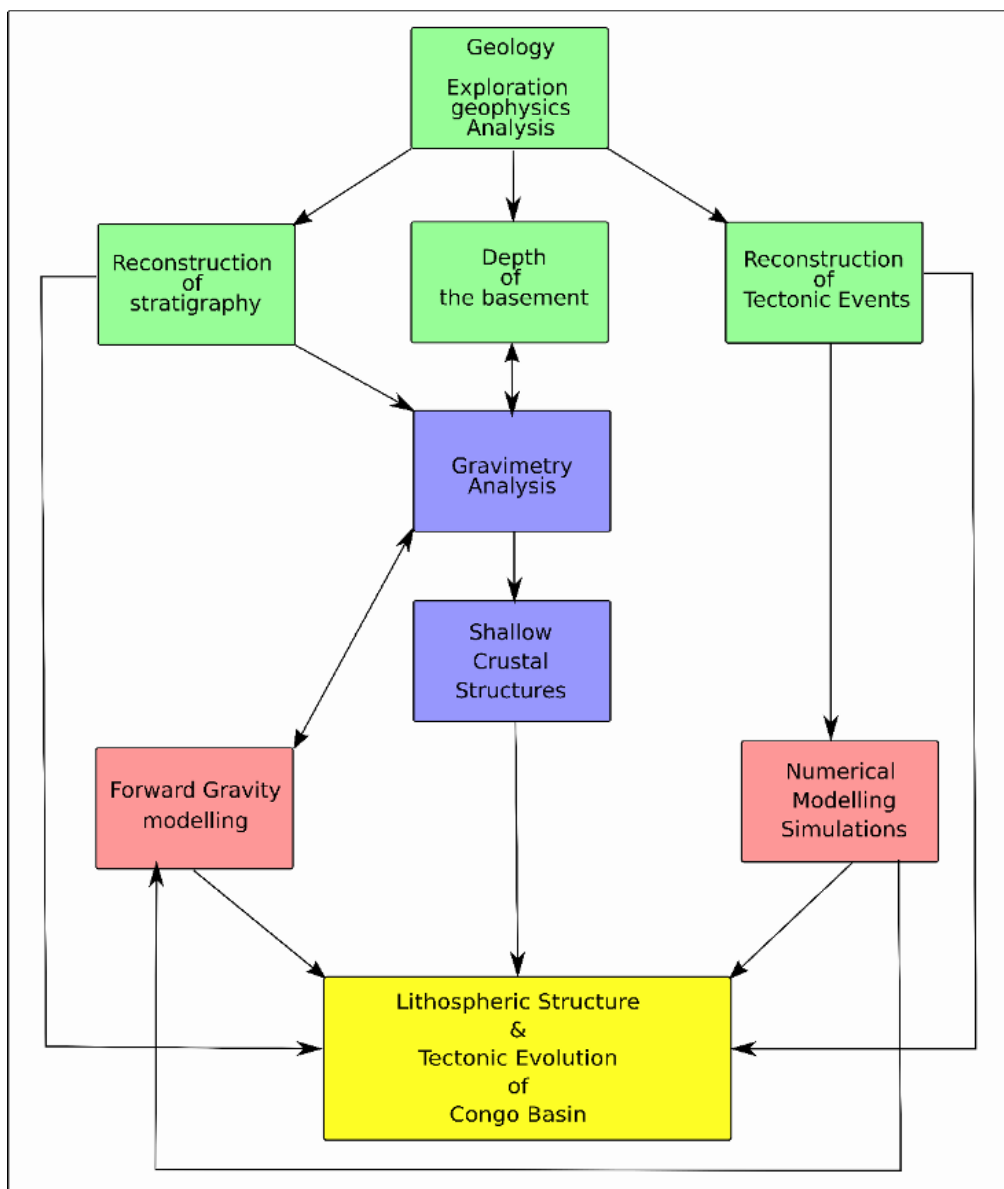 Geology
Exploration
geophysics
Analysis
Reconstruction
of
stratigraphy
Depth
of
the basement
Reconstruction
of
Tectonic Events
Gravimetry
Analysis
Shallow
Crustal
Structures
Forward Gravity
modelling
Numerical
Modelling
Simulations
Lithospheric Structure
&
Tectonic Evolution
of
Congo Basin